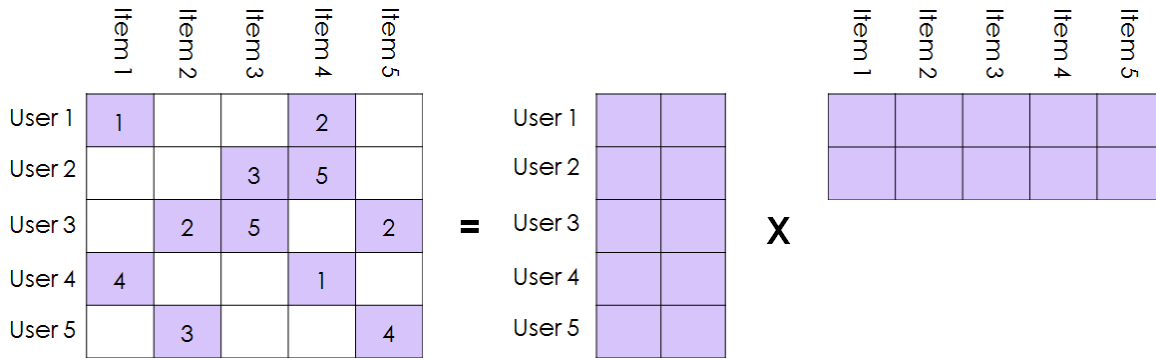 Item 1 Item 2 Item 3 Item 4 Item 5
Item 1 Item 2 Item 3 Item 4 Item 5
User 1 1 2
User 2 3 5
User 3 2 5 2
User 4 4 1
User 5 3 4
=
User 1
User 2
User 3
User 4
User 5
X